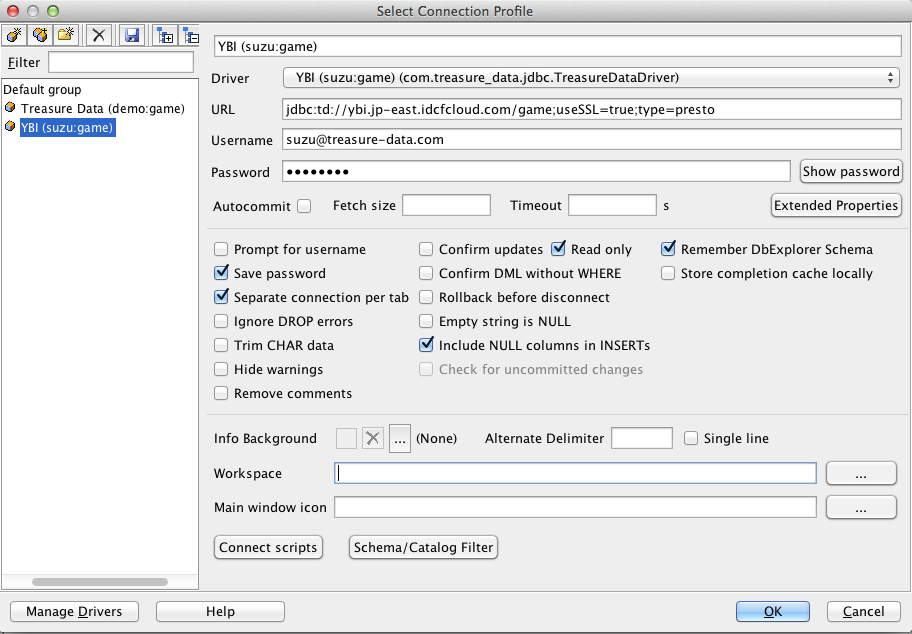 Select Connection Profile
Filter
Default group
Treasure Data (demo:game)
YBI (suzu:game)
YBI (suzu:game)
Driver YBI (suzu:game) (com.treasure_data.jdbc.TreasureDataDriver)
URL jdbc:td://ybi.jp-east.idcfcloud.com/game;useSSL=true;type=presto
Username suzu@treasure-data.com
Password •••••••• Show password
Autocommit Fetch size Timeout s Extended Properties
Prompt for username Confirm updates Read only Remember DbExplorer Schema
Save password Confirm DML without WHERE Store completion cache locally
Separate connection per tab Rollback before disconnect
Ignore DROP errors Empty string is NULL
Trim CHAR data Include NULL columns in INSERTs
Hide warnings Check for uncommitted changes
Remove comments
Info Background ... (None) Alternate Delimiter Single line
Workspace ...
Main window icon ...
Connect scripts Schema/Catalog Filter
Manage Drivers Help OK Cancel